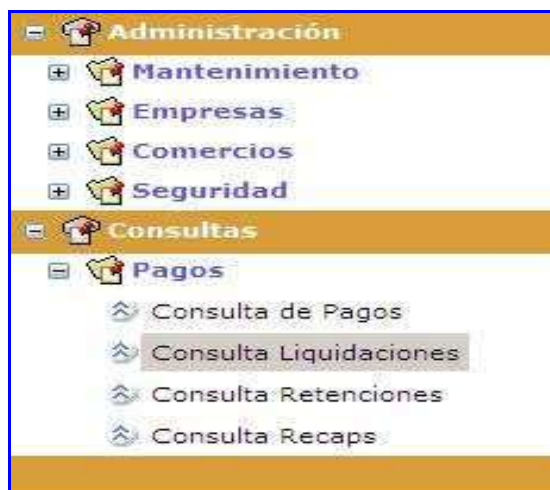 Administración
Mantenimiento
Empresas
Comercios
Seguridad
Consultas
Pagos
Consulta de Pagos
Consulta Liquidaciones
Consulta Retenciones
Consulta Recaps